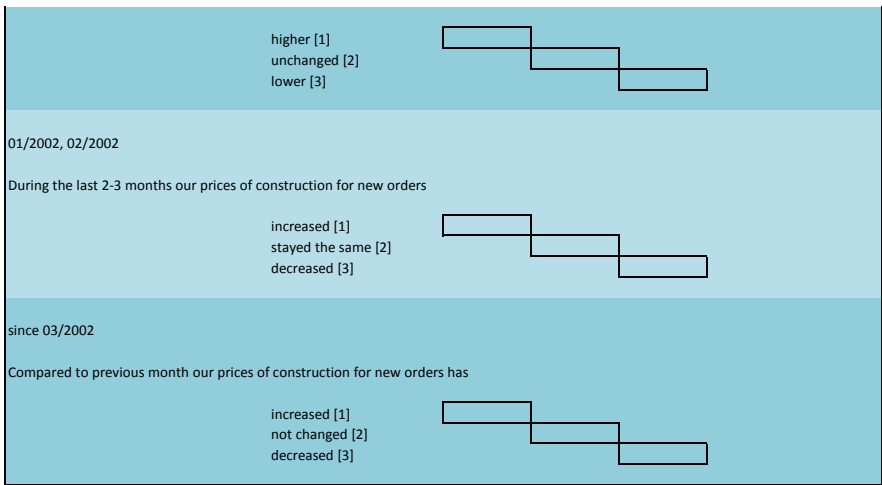 higher [1]
unchanged [2]
lower [3]
01/2002, 02/2002
During the last 2-3 months our prices of construction for new orders
increased [1]
stayed the same [2]
decreased [3]
since 03/2002
Compared to previous month our prices of construction for new orders has
increased [1]
not changed [2]
decreased [3]